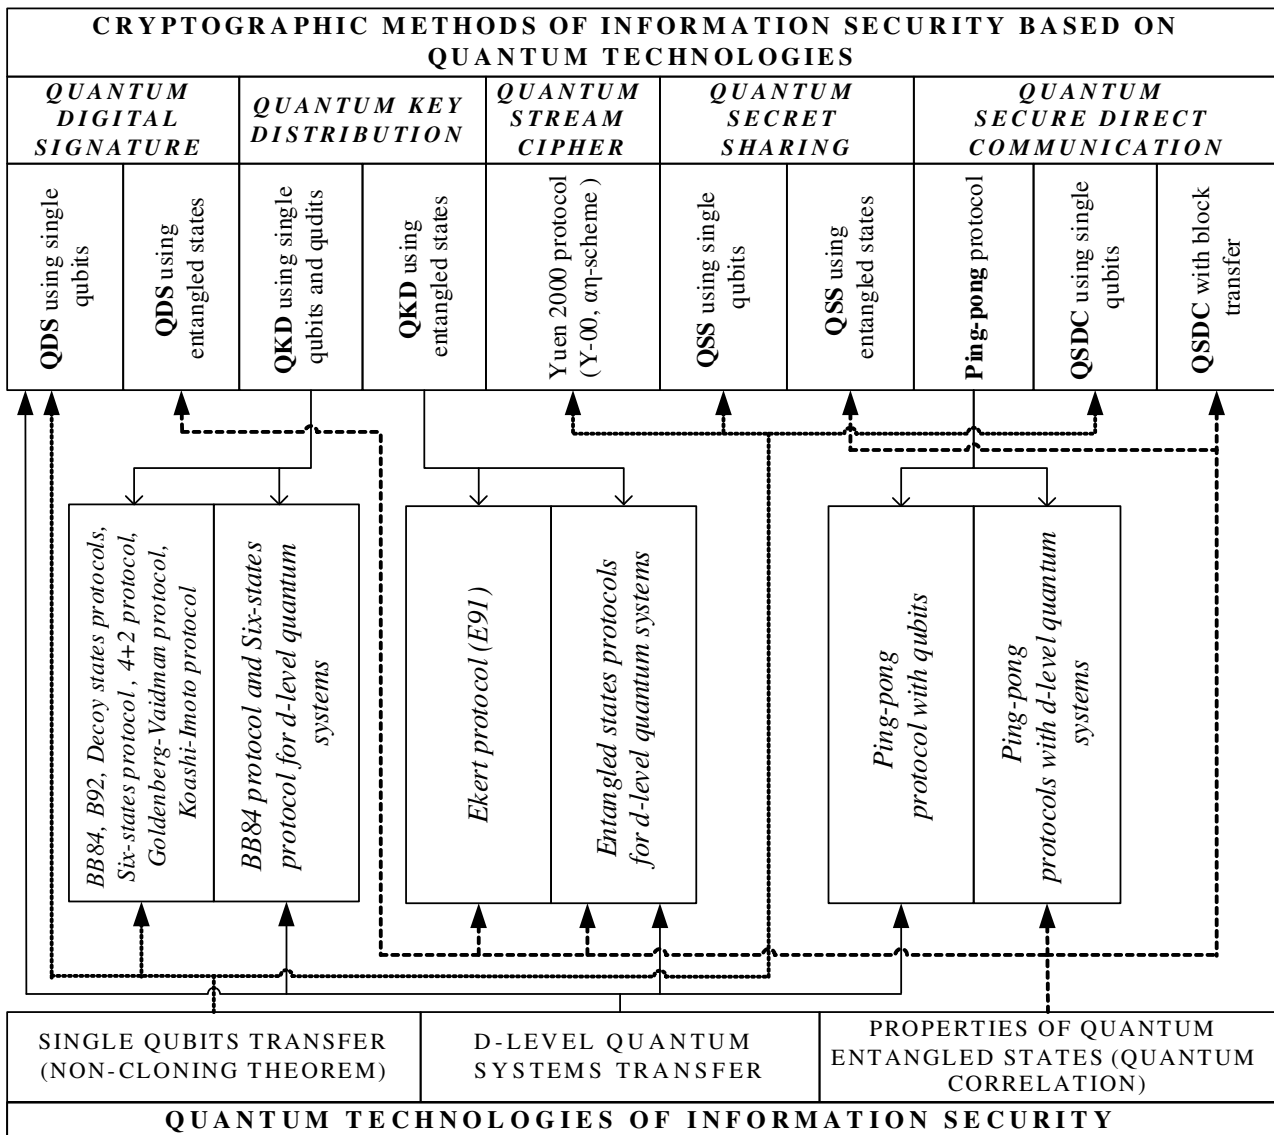 CRYPTOGRAPHIC METHODS OF INFORMATION SECURITY BASED ON
QUANTUM TECHNOLOGIES
QUANTUM
DIGITAL
SIGNATURE
QUANTUM KEY
DISTRIBUTION
QUANTUM
STREAM
CIPHER
QUANTUM
SECRET
SHARING
QUANTUM
SECURE DIRECT
COMMUNICATION
QDS using single
qubits
QDS using
entangled states
QKD using single
qubits and qudits
QKD using
entangled states
Yuen 2000 protocol
(Y-00, αη-scheme )
QSS using single
qubits
QSS using
entangled states
Ping-pong protocol
QSDC using single
qubits
QSDC with block
transfer
BB84, B92, Decoy states protocols,
Six-states protocol , 4+2 protocol,
Goldenberg-Vaidman protocol,
Koashi-Imoto protocol
BB84 protocol and Six-states
protocol for d-level quantum
systems
Ekert protocol (E91)
Entangled states protocols
for d-level quantum systems
Ping-pong
protocol with qubits
Ping-pong
protocols with d-level quantum
systems
SINGLE QUBITS TRANSFER
(NON-CLONING THEOREM)
D-LEVEL QUANTUM
SYSTEMS TRANSFER
PROPERTIES OF QUANTUM
ENTANGLED STATES (QUANTUM
CORRELATION)
QUANTUM TECHNOLOGIES OF INFORMATION SECURITY